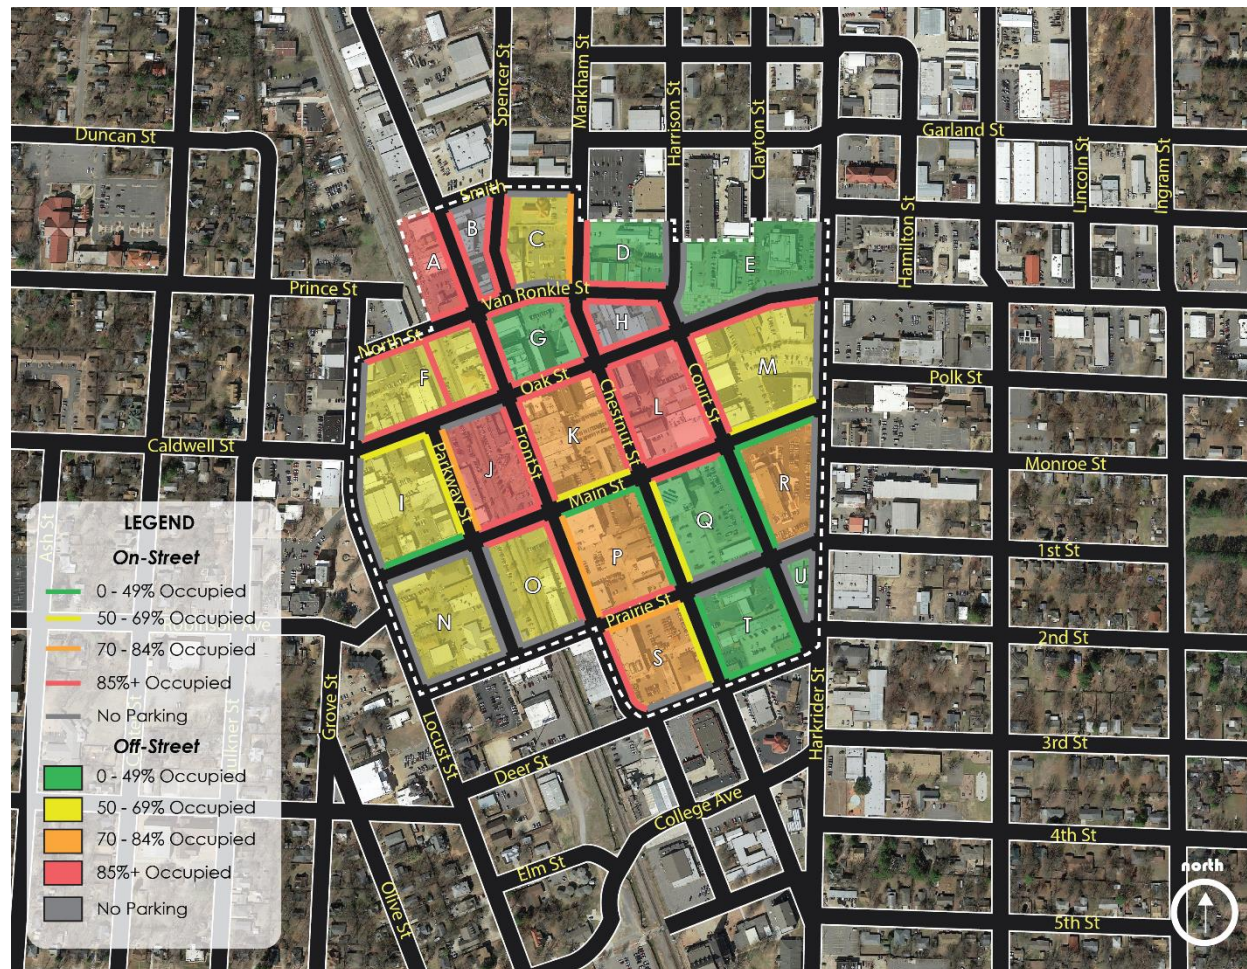 Spencer St
Markham St
Harrison St
Clayton St
Duncan St
Garland St
Lincoln St
Ingram St
Smith
B
A
C
D
E
Hamilton St
Prince St
Van Ronkle St
H
G
North St
F
Oak St
Chestnut St
Court St
M
Polk St
L
K
Front St
Caldwell St
Parkway St
J
Main St
Monroe St
R
I
Q
P
O
1st St
U
N
Prairie St
T
S
2nd St
Harkrider St
Locust St
Grove St
Deer St
3rd St
College Ave
4th St
Elm St
Olive St
5th St
north
LEGEND
On-Street
0 - 49% Occupied
50 - 69% Occupied
70 - 84% Occupied
85%+ Occupied
No Parking
Off-Street
0 - 49% Occupied
50 - 69% Occupied
70 - 84% Occupied
85%+ Occupied
No Parking
Ash St
Robinson Ave